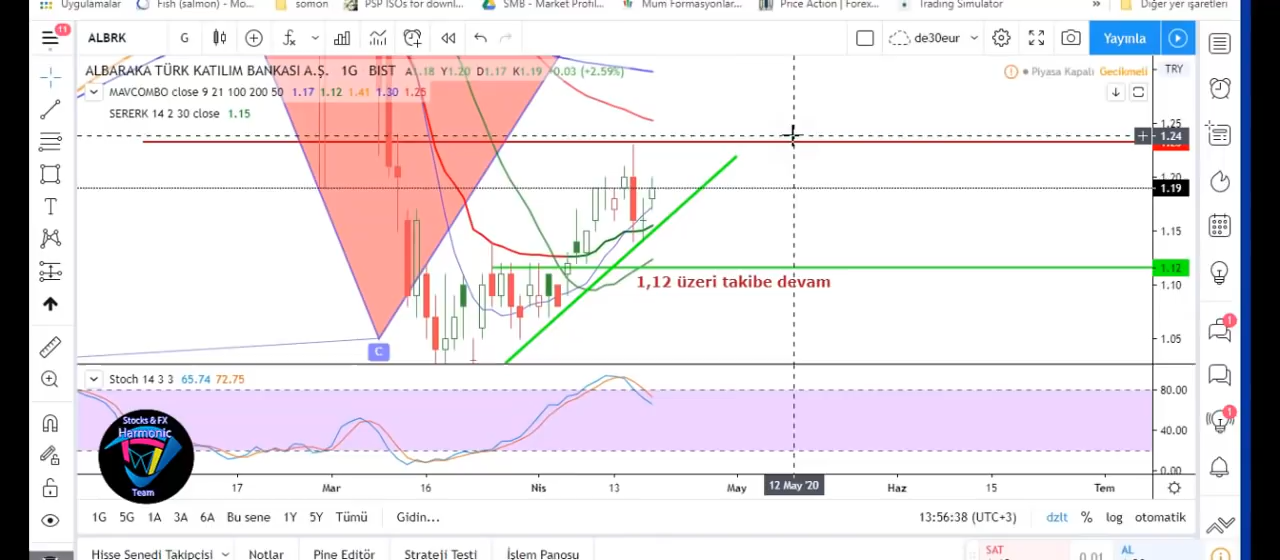 Uygulamalar Fish (salmon) - Mo... somon PSP ISOs for downl... SMB - Market Profil... Mum Formasyonlar... Price Action | Forex... Trading Simulator » Diğer yer işaretleri
11 ALBRK G de30eur Yayınla
ALBARAKA TÜRK KATILIM BANKASI A.Ş. 1G BIST A1.18 Y1.20 D1.17 K1.19 +0.03 (+2.59%) Piyasa Kapalı Gecikmeli TRY
MAVCOMBO close 9 21 100 200 50 1.17 1.12 1.41 1.30 1.25
SERERK 14 2 30 close 1.15
1.25
1.24
1.20
1.19
1.15
1.12
1,12 üzeri takibe devam
1.10
1.05
C
Stoch 14 3 3 65.74 72.75
80.00
40.00
0.00
Stocks & FX
Harmonic
Team
17 Mar 16 Nis 13 May 12 May '20 Haz 15 Tem
1G 5G 1A 3A 6A Bu sene 1Y 5Y Tümü Gidin... 13:56:38 (UTC+3) dzlt % log otomatik
Hisse Senedi Takipçisi Notlar Pine Editör Strateji Testi İşlem Panosu SAT 0.01 AL
1
1